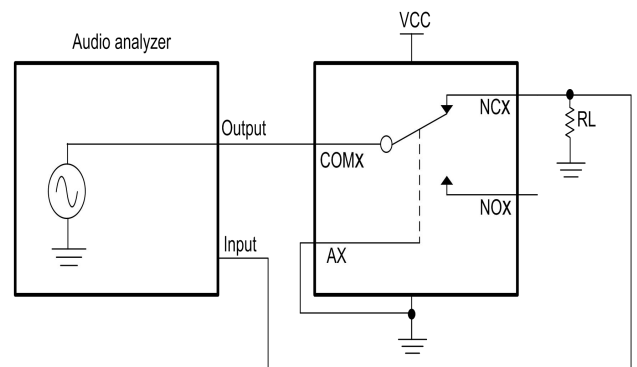 VCC
Audio analyzer
Output
COMX
NCX
RL
NOX
Input
AX